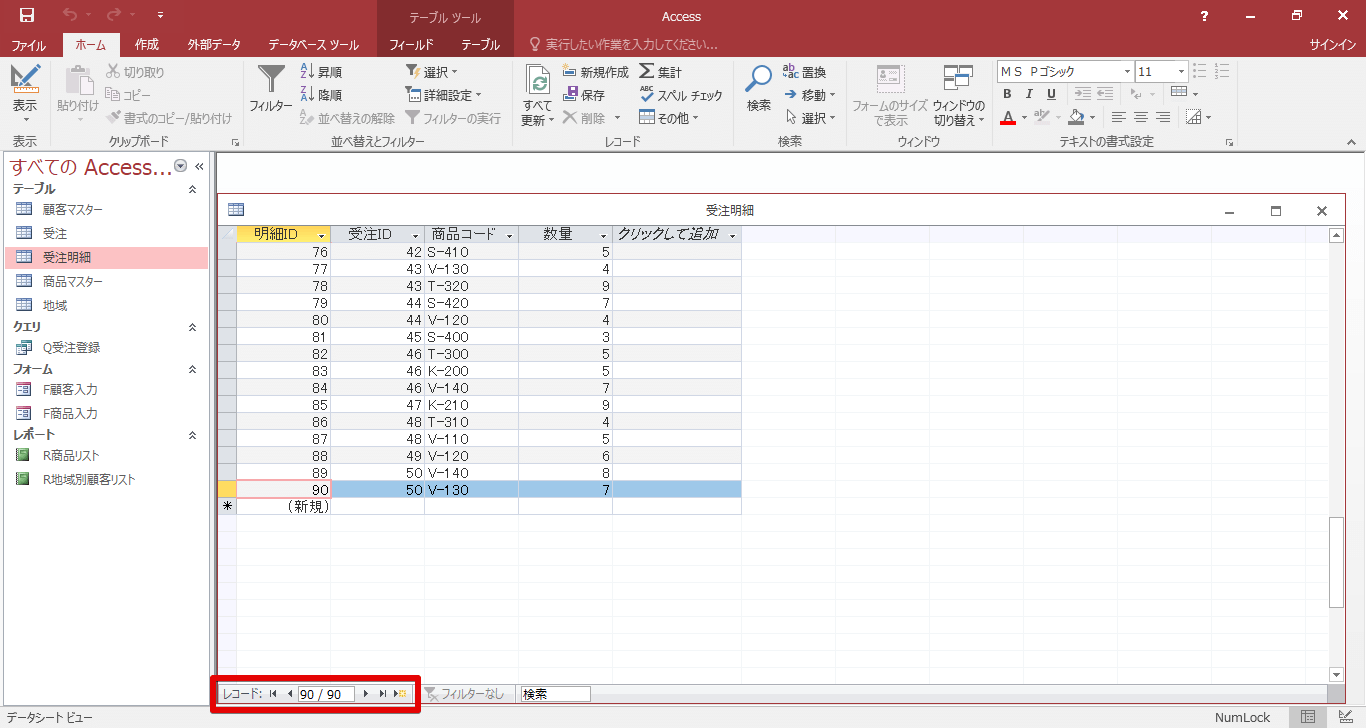 テーブル ツール
Access
?
ファイル ホーム 作成 外部データ データベース ツール フィールド テーブル 実行したい作業を入力してください... サインイン
表示
表示
貼り付け
切り取り
コピー
書式のコピー/貼り付け
クリップボード
フィルター
昇順
降順
並べ替えの解除
選択
詳細設定
フィルターの実行
並べ替えとフィルター
すべて
更新
新規作成
保存
削除
集計
スペル チェック
その他
レコード
検索
置換
移動
選択
検索
フォームのサイズ
で表示
ウィンドウの
切り替え
ウィンドウ
ＭＳ Ｐゴシック 11
B I U
テキストの書式設定
すべての Access...
テーブル
顧客マスター
受注
受注明細
商品マスター
地域
クエリ
Q受注登録
フォーム
F顧客入力
F商品入力
レポート
R商品リスト
R地域別顧客リスト
受注明細
明細ID 受注ID 商品コード 数量 クリックして追加
76 42 S-410 5
77 43 V-130 4
78 43 T-320 9
79 44 S-420 7
80 44 V-120 4
81 45 S-400 3
82 46 T-300 5
83 46 K-200 5
84 46 V-140 7
85 47 K-210 9
86 48 T-310 4
87 48 V-110 5
88 49 V-120 6
89 50 V-140 8
90 50 V-130 7
(新規)
レコード: 90 / 90 フィルターなし 検索
データシート ビュー NumLock